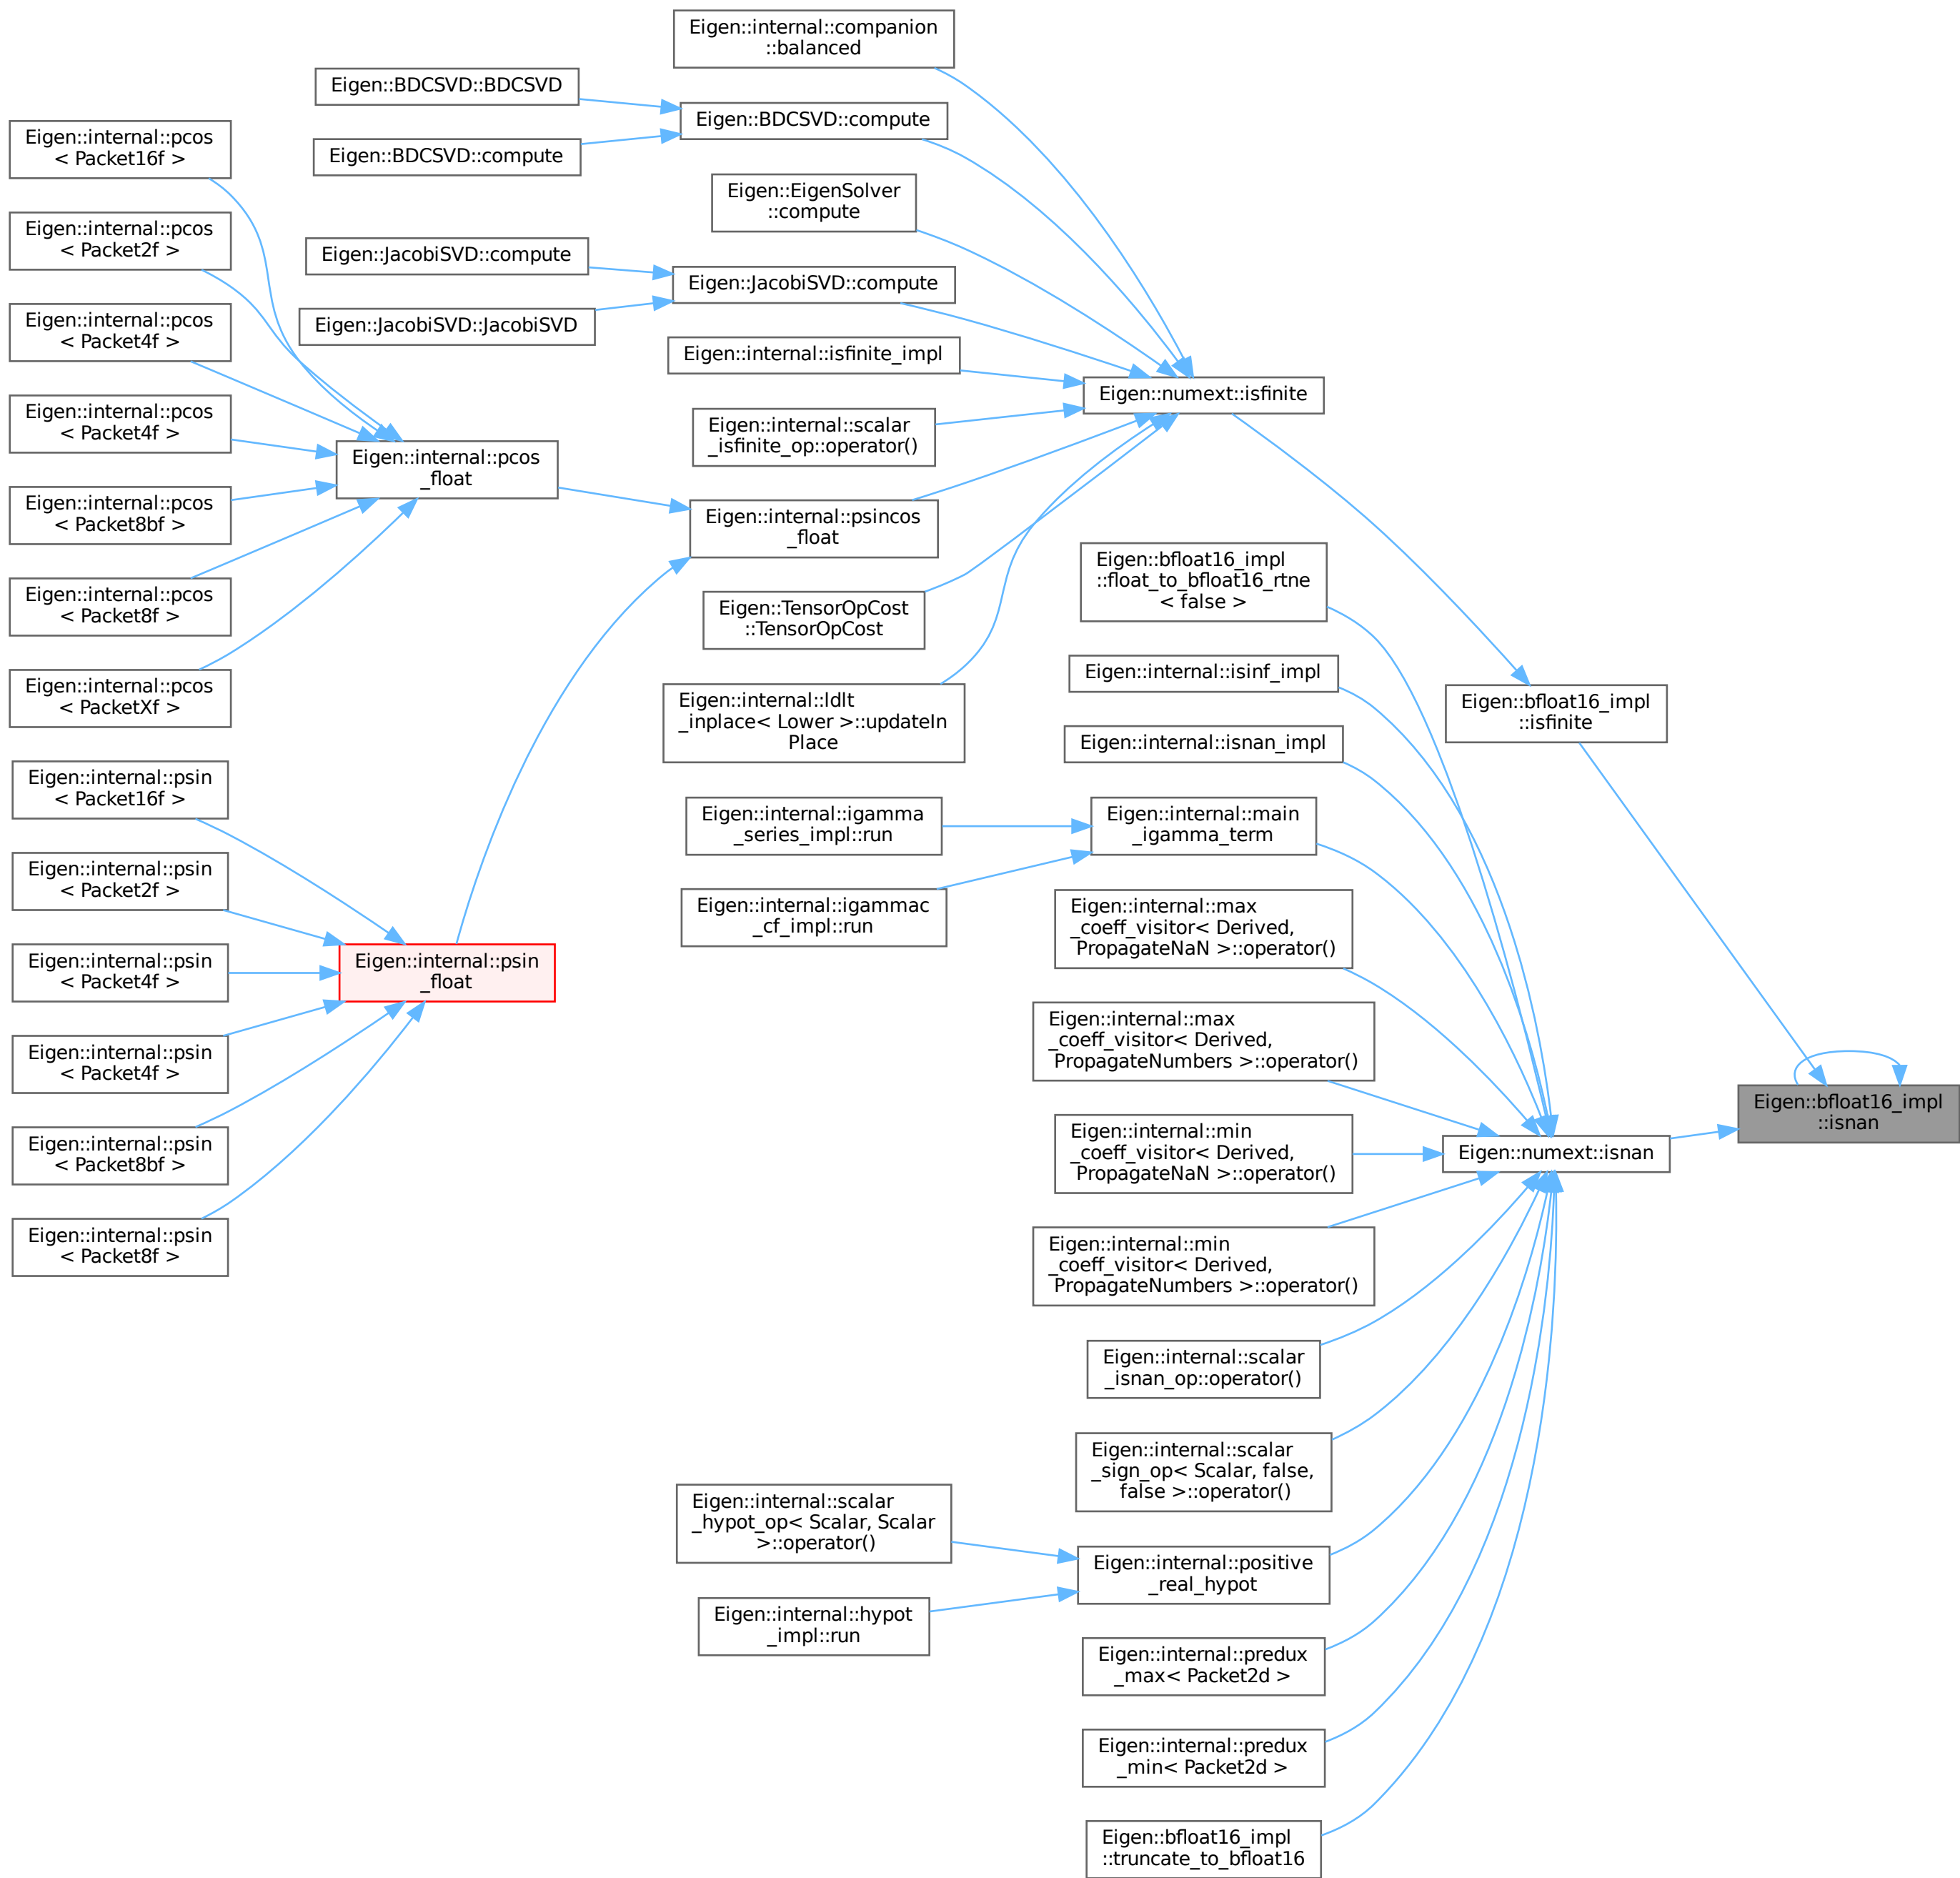 Eigen::internal::companion
::balanced
Eigen::BDCSVD::BDCSVD
Eigen::BDCSVD::compute
Eigen::BDCSVD::compute
Eigen::EigenSolver
::compute
Eigen::JacobiSVD::compute
Eigen::JacobiSVD::compute
Eigen::JacobiSVD::JacobiSVD
Eigen::internal::isfinite_impl
Eigen::numext::isfinite
Eigen::internal::scalar
_isfinite_op::operator()
Eigen::internal::pcos
< Packet16f >
Eigen::internal::pcos
< Packet2f >
Eigen::internal::pcos
< Packet4f >
Eigen::internal::pcos
< Packet4f >
Eigen::internal::pcos
< Packet8bf >
Eigen::internal::pcos
< Packet8f >
Eigen::internal::pcos
< PacketXf >
Eigen::internal::pcos
_float
Eigen::internal::psincos
_float
Eigen::TensorOpCost
::TensorOpCost
Eigen::internal::ldlt
_inplace< Lower >::updateIn
Place
Eigen::internal::psin
< Packet16f >
Eigen::internal::psin
< Packet2f >
Eigen::internal::psin
< Packet4f >
Eigen::internal::psin
< Packet4f >
Eigen::internal::psin
< Packet8bf >
Eigen::internal::psin
< Packet8f >
Eigen::internal::psin
_float
Eigen::bfloat16_impl
::float_to_bfloat16_rtne
< false >
Eigen::internal::isinf_impl
Eigen::bfloat16_impl
::isfinite
Eigen::internal::isnan_impl
Eigen::internal::igamma
_series_impl::run
Eigen::internal::main
_igamma_term
Eigen::internal::igammac
_cf_impl::run
Eigen::internal::max
_coeff_visitor< Derived,
PropagateNaN >::operator()
Eigen::internal::max
_coeff_visitor< Derived,
PropagateNumbers >::operator()
Eigen::internal::min
_coeff_visitor< Derived,
PropagateNaN >::operator()
Eigen::numext::isnan
Eigen::bfloat16_impl
::isnan
Eigen::internal::min
_coeff_visitor< Derived,
PropagateNumbers >::operator()
Eigen::internal::scalar
_isnan_op::operator()
Eigen::internal::scalar
_sign_op< Scalar, false,
false >::operator()
Eigen::internal::scalar
_hypot_op< Scalar, Scalar
>::operator()
Eigen::internal::positive
_real_hypot
Eigen::internal::hypot
_impl::run
Eigen::internal::predux
_max< Packet2d >
Eigen::internal::predux
_min< Packet2d >
Eigen::bfloat16_impl
::truncate_to_bfloat16